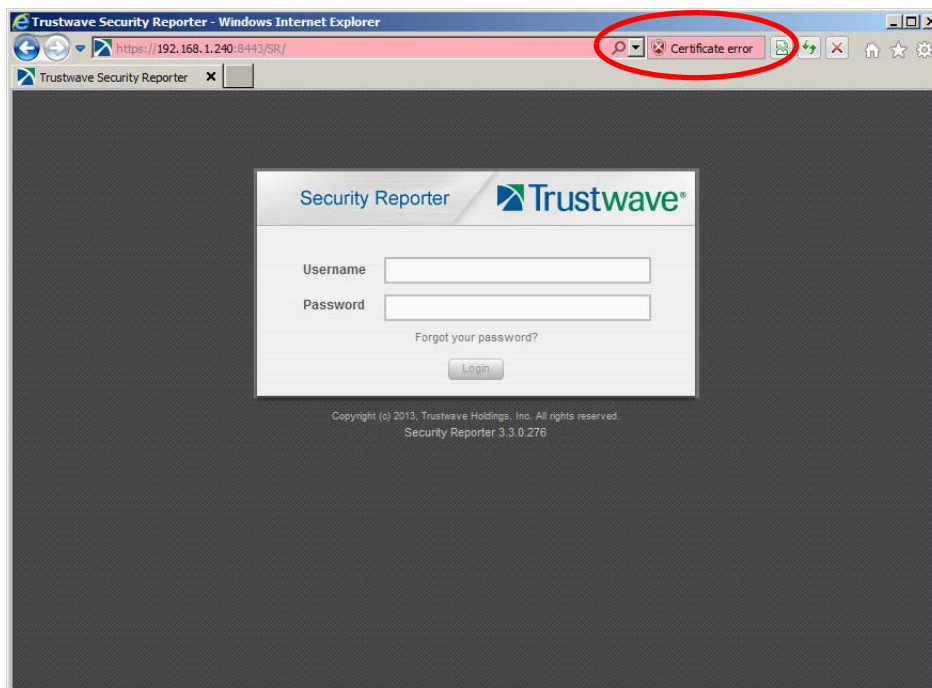 Trustwave Security Reporter - Windows Internet Explorer
https://192.168.1.240:8443/SR/
Certificate error
Trustwave Security Reporter
Security Reporter
Trustwave®
Username
Password
Forgot your password?
Login
Copyright (c) 2013, Trustwave Holdings, Inc. All rights reserved.
Security Reporter 3.3.0.276